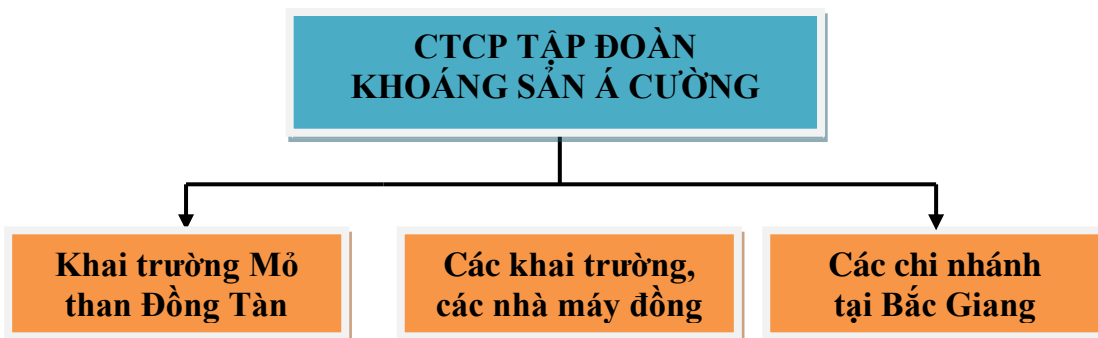 CTCP TẬP ĐOÀN
KHOÁNG SẢN Á CƯỜNG
Khai trường Mỏ
than Đồng Tàn
Các khai trường,
các nhà máy đồng
Các chi nhánh
tại Bắc Giang